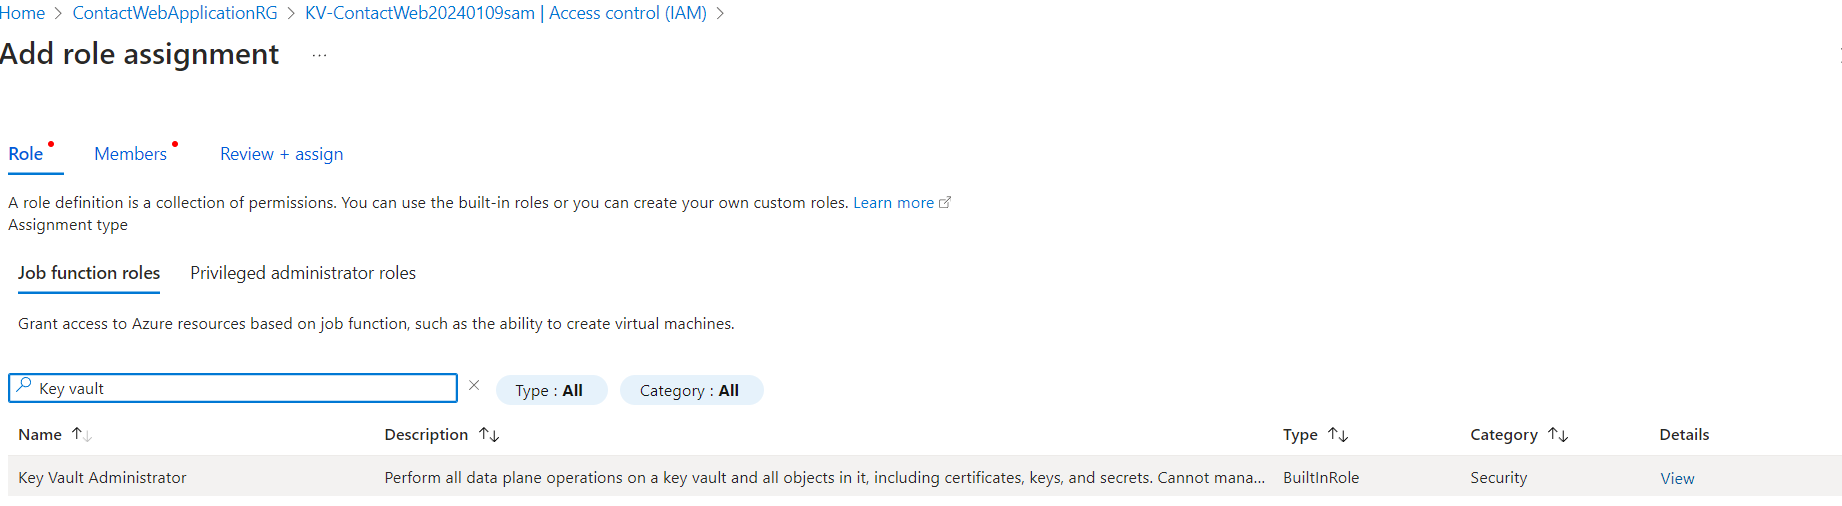 Home > ContactWebApplicationRG > KV-ContactWeb20240109sam | Access control (IAM) >
Add role assignment ...
Role Members Review + assign
A role definition is a collection of permissions. You can use the built-in roles or you can create your own custom roles. Learn more
Assignment type
Job function roles Privileged administrator roles
Grant access to Azure resources based on job function, such as the ability to create virtual machines.
Key vault Type : All Category : All
Name Description Type Category Details
Key Vault Administrator Perform all data plane operations on a key vault and all objects in it, including certificates, keys, and secrets. Cannot mana... BuiltInRole Security View